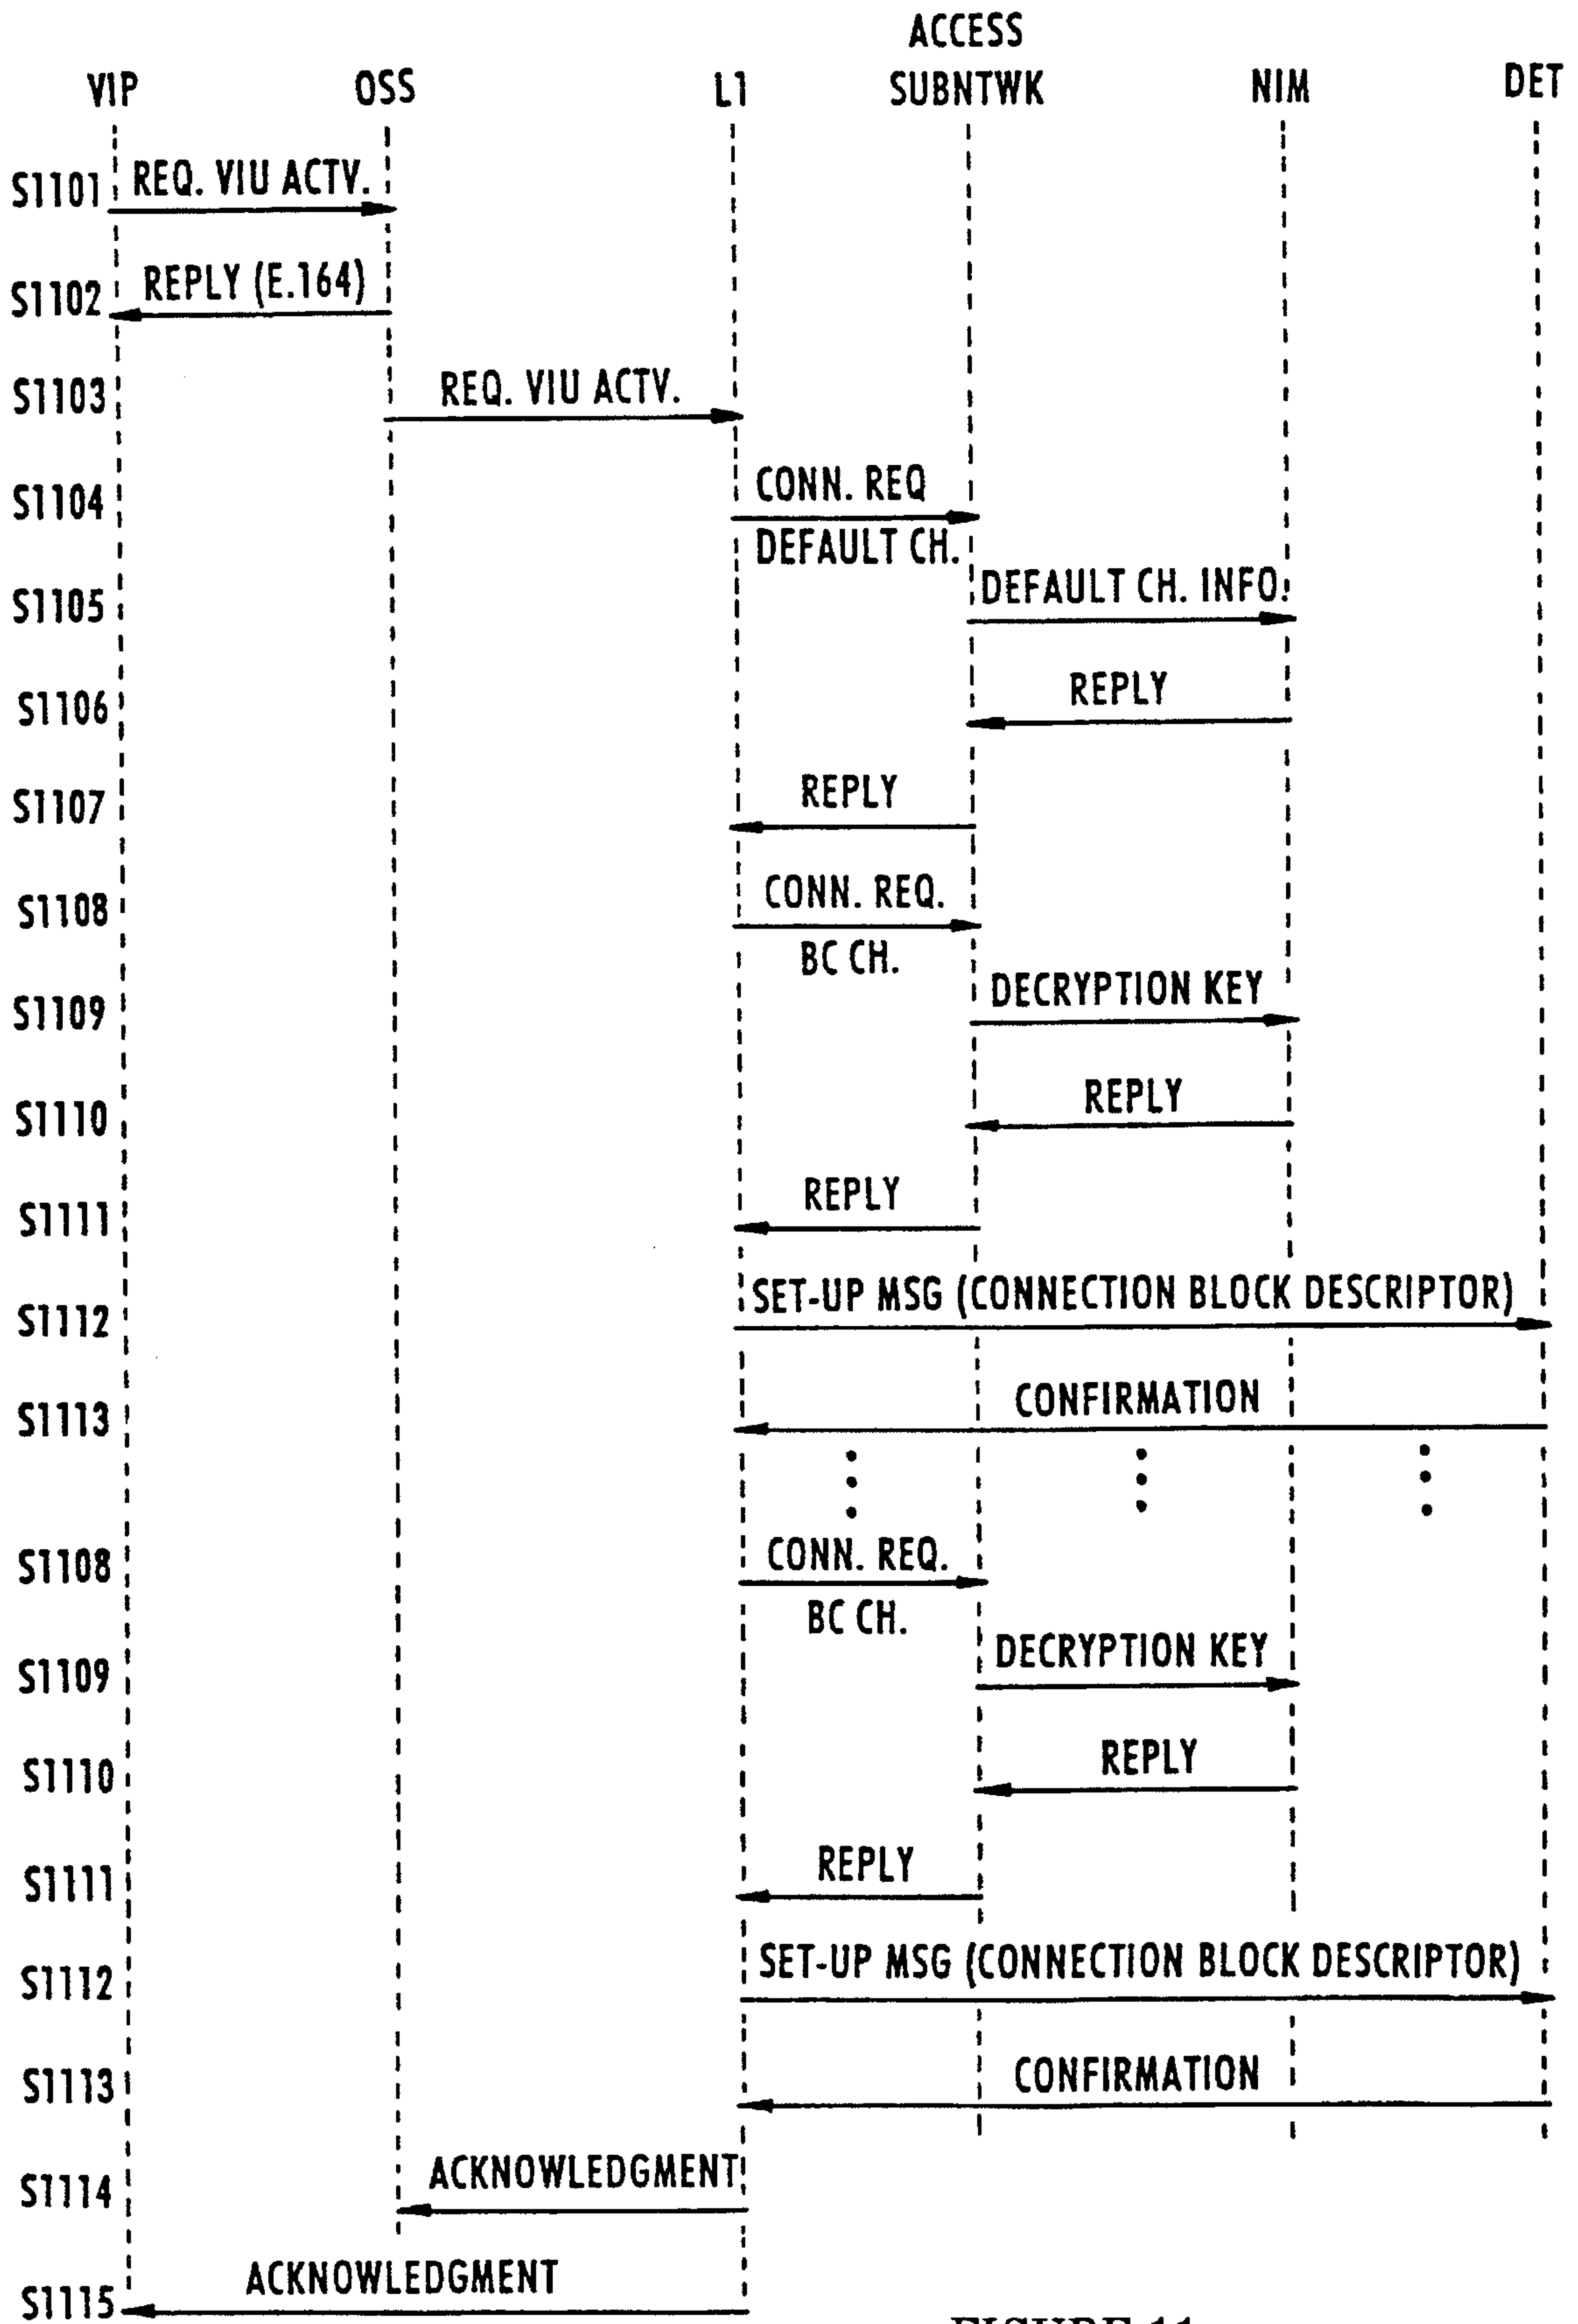 ACCESS
VIP OSS L1 SUBNTWK NIM DET
S1101 REQ. VIU ACTV.
S1102 REPLY (E.164)
S1103 REQ. VIU ACTV.
S1104 CONN. REQ
DEFAULT CH.
S1105 DEFAULT CH. INFO.
S1106 REPLY
S1107 REPLY
S1108 CONN. REQ.
BC CH.
S1109 DECRYPTION KEY
S1110 REPLY
S1111 REPLY
S1112 SET-UP MSG (CONNECTION BLOCK DESCRIPTOR)
S1113 CONFIRMATION
S1108 CONN. REQ.
BC CH.
S1109 DECRYPTION KEY
S1110 REPLY
S1111 REPLY
S1112 SET-UP MSG (CONNECTION BLOCK DESCRIPTOR)
S1113 CONFIRMATION
S1114 ACKNOWLEDGMENT
S1115 ACKNOWLEDGMENT
FIGURE 11